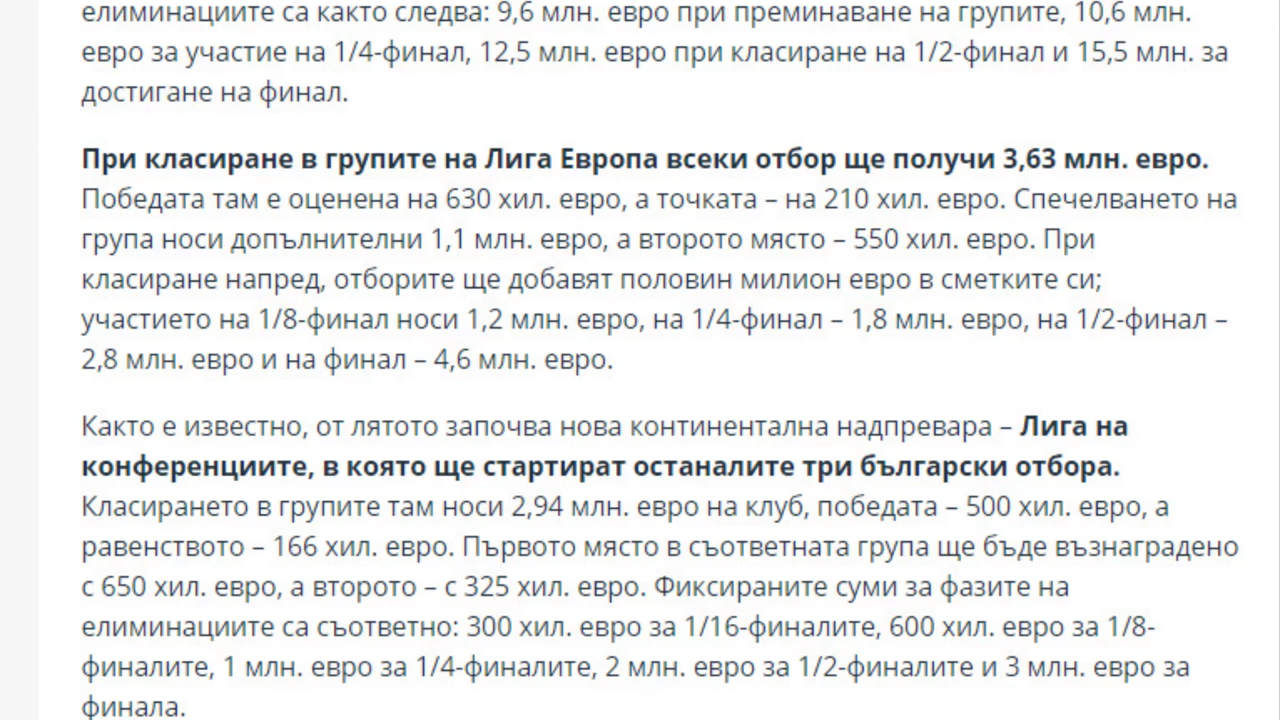 елиминациите са както следва: 9,6 млн. евро при преминаване на групите, 10,6 млн.
евро за участие на 1/4-финал, 12,5 млн. евро при класиране на 1/2-финал и 15,5 млн. за
достигане на финал.
При класиране в групите на Лига Европа всеки отбор ще получи 3,63 млн. евро.
Победата там е оценена на 630 хил. евро, а точката – на 210 хил. евро. Спечелването на
група носи допълнителни 1,1 млн. евро, а второто място – 550 хил. евро. При
класиране напред, отборите ще добавят половин милион евро в сметките си;
участието на 1/8-финал носи 1,2 млн. евро, на 1/4-финал – 1,8 млн. евро, на 1/2-финал –
2,8 млн. евро и на финал – 4,6 млн. евро.
Както е известно, от лятото започва нова континентална надпревара – Лига на
конференциите, в която ще стартират останалите три български отбора.
Класирането в групите там носи 2,94 млн. евро на клуб, победата – 500 хил. евро, а
равенството – 166 хил. евро. Първото място в съответната група ще бъде възнаградено
с 650 хил. евро, а второто – с 325 хил. евро. Фиксираните суми за фазите на
елиминациите са съответно: 300 хил. евро за 1/16-финалите, 600 хил. евро за 1/8-
финалите, 1 млн. евро за 1/4-финалите, 2 млн. евро за 1/2-финалите и 3 млн. евро за
финала.